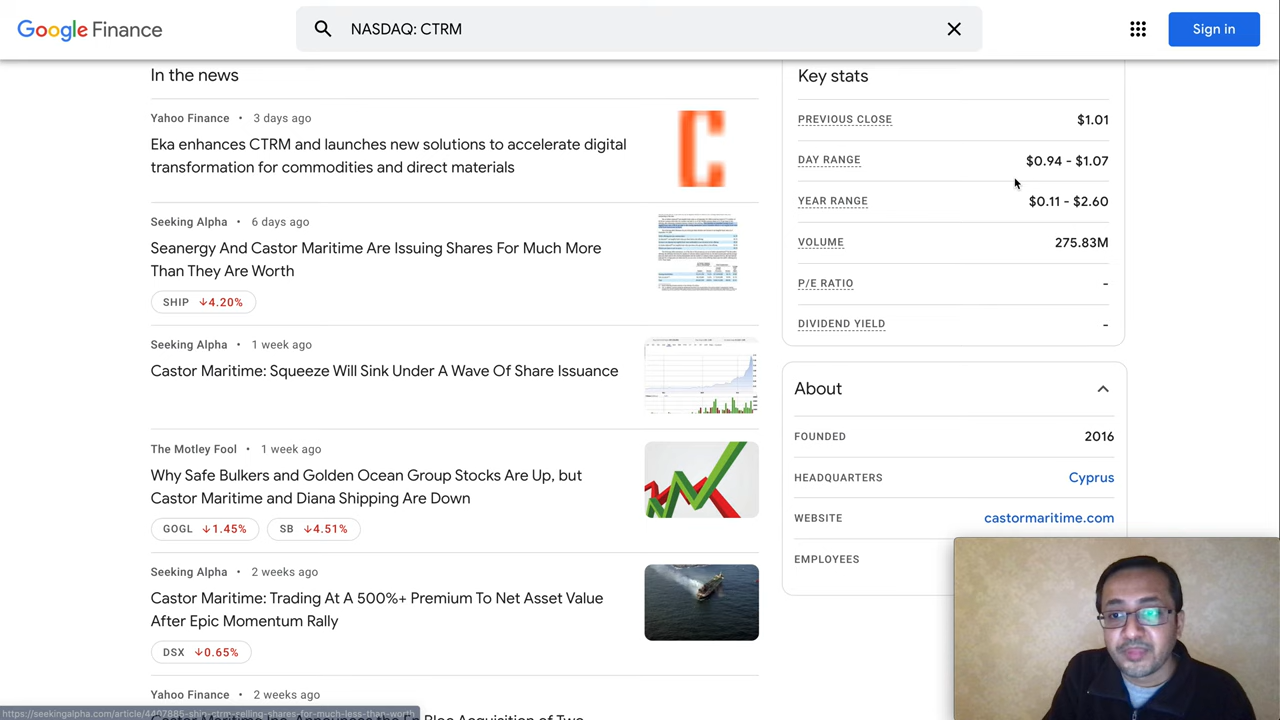 Google Finance
NASDAQ: CTRM
Sign in
In the news
Yahoo Finance • 3 days ago
Eka enhances CTRM and launches new solutions to accelerate digital
transformation for commodities and direct materials
Seeking Alpha • 6 days ago
Seanergy And Castor Maritime Are Issuing Shares For Much More
Than They Are Worth
SHIP ↓4.20%
Seeking Alpha • 1 week ago
Castor Maritime: Squeeze Will Sink Under A Wave Of Share Issuance
The Motley Fool • 1 week ago
Why Safe Bulkers and Golden Ocean Group Stocks Are Up, but
Castor Maritime and Diana Shipping Are Down
GOGL ↓1.45% SB ↓4.51%
Seeking Alpha • 2 weeks ago
Castor Maritime: Trading At A 500%+ Premium To Net Asset Value
After Epic Momentum Rally
DSX ↓0.65%
Yahoo Finance • 2 weeks ago
Key stats
PREVIOUS CLOSE $1.01
DAY RANGE $0.94 - $1.07
YEAR RANGE $0.11 - $2.60
VOLUME 275.83M
P/E RATIO -
DIVIDEND YIELD -
About
FOUNDED 2016
HEADQUARTERS Cyprus
WEBSITE castormaritime.com
EMPLOYEES